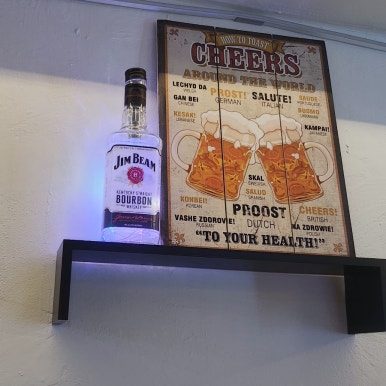 HOW TO TOAST
CHEERS
AROUND THE WORLD
LECHYD DA
PROST!
GERMAN
SALUTE!
ITALIAN
SAÚDE
GAN BEI
CHINESE
BUDMO
KAMPAI!
JAPANESE
SKAL
SWEDISH
SALUD
SPANISH
KOREAN
PROOST
DUTCH
CHEERS!
BRITISH
VASHE ZDOROVIE!
RUSSIAN
NA ZDROWIE!
POLISH
"TO YOUR HEALTH!"
JIM BEAM
KENTUCKY STRAIGHT
BOURBON
WHISKEY